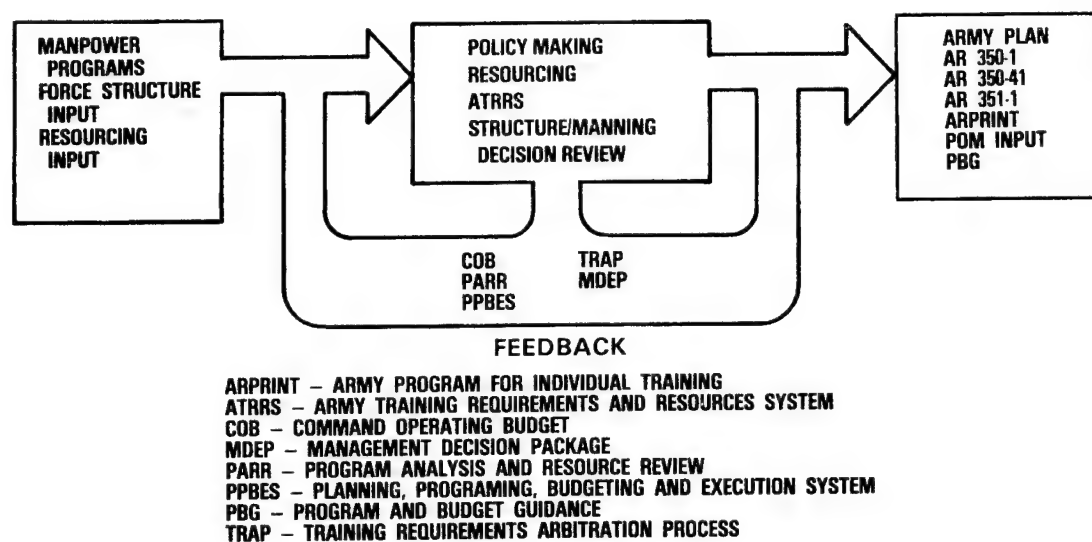 MANPOWER
PROGRAMS
FORCE STRUCTURE
INPUT
RESOURCING
INPUT
POLICY MAKING
RESOURCING
ATRRS
STRUCTURE/MANNING
DECISION REVIEW
ARMY PLAN
AR 350-1
AR 350-41
AR 351-1
ARPRINT
POM INPUT
PBG
COB
PARR
PPBES
TRAP
MDEP
FEEDBACK
ARPRINT – ARMY PROGRAM FOR INDIVIDUAL TRAINING
ATRRS – ARMY TRAINING REQUIREMENTS AND RESOURCES SYSTEM
COB – COMMAND OPERATING BUDGET
MDEP – MANAGEMENT DECISION PACKAGE
PARR – PROGRAM ANALYSIS AND RESOURCE REVIEW
PPBES – PLANNING, PROGRAMING, BUDGETING AND EXECUTION SYSTEM
PBG – PROGRAM AND BUDGET GUIDANCE
TRAP – TRAINING REQUIREMENTS ARBITRATION PROCESS